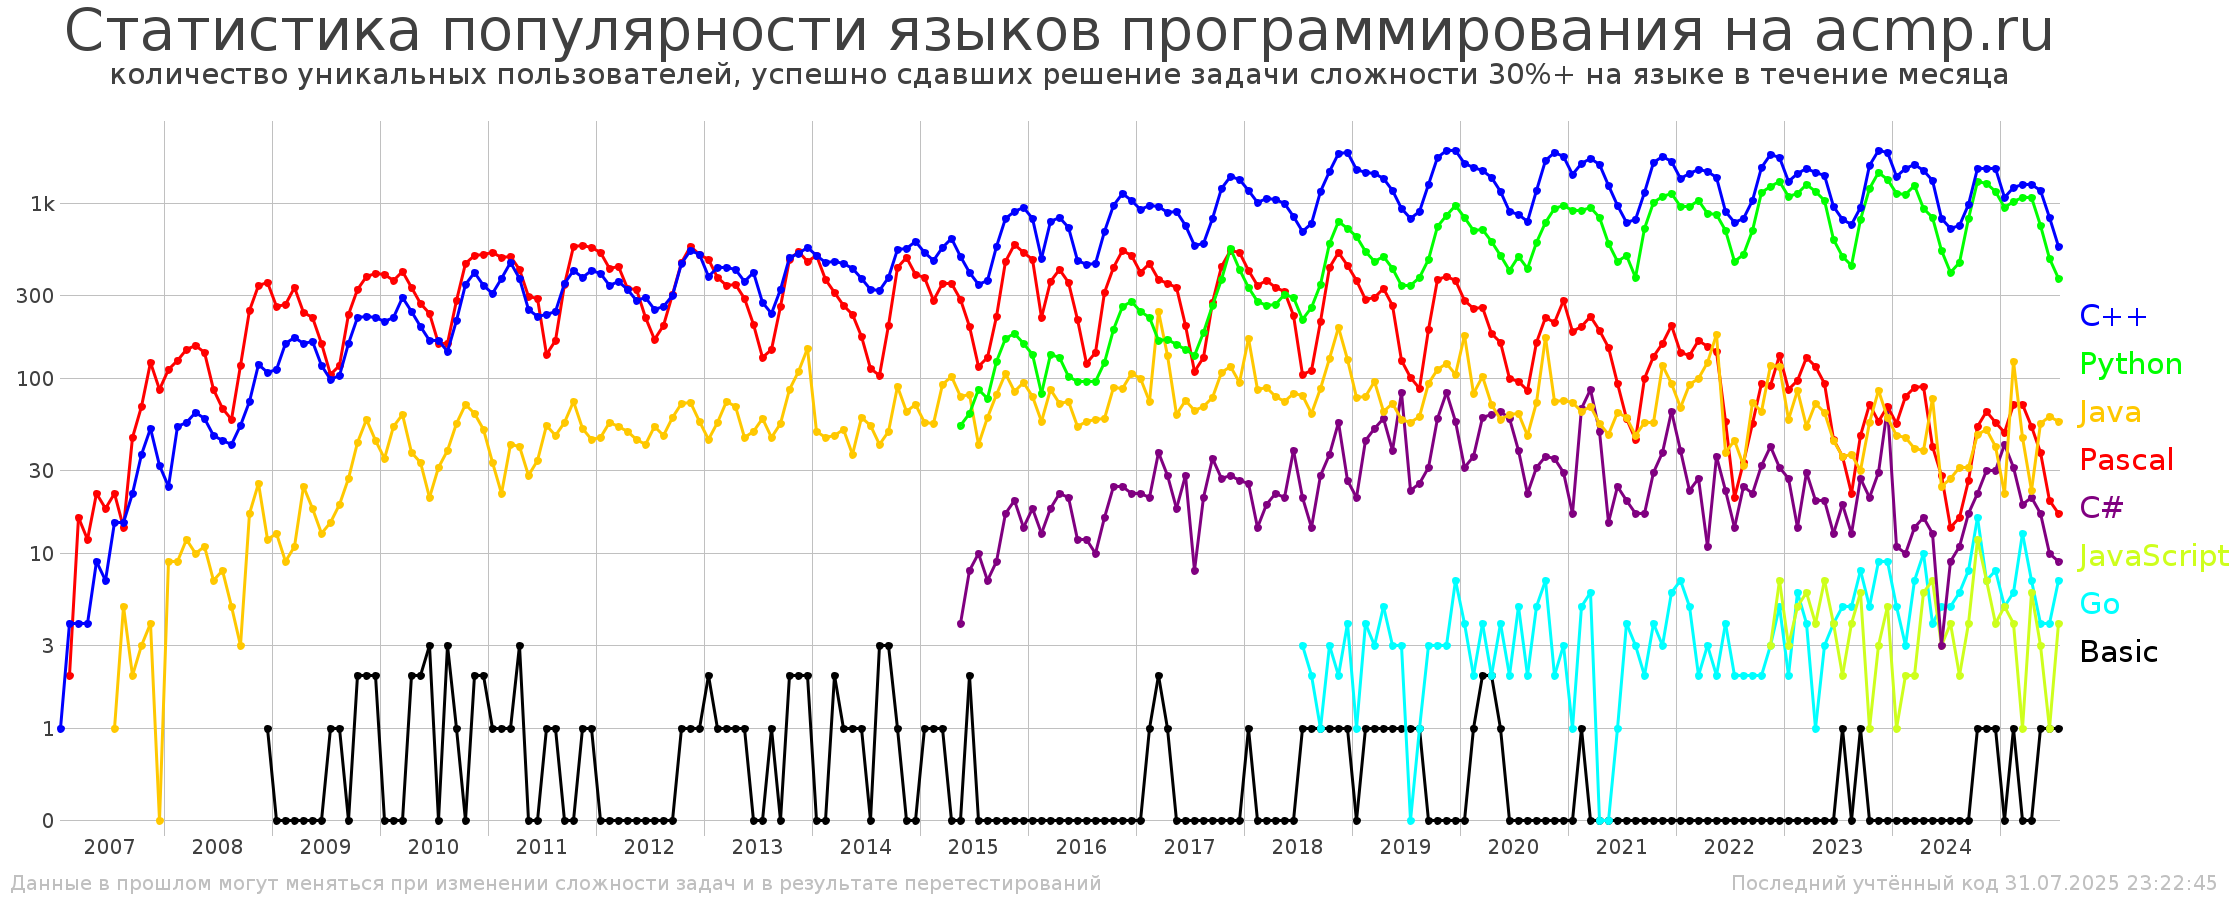 Статистика популярности языков программирования на acmp.ru
количество уникальных пользователей, успешно сдавших решение задачи сложности 30%+ на языке в течение месяца
1k
300
100
30
10
3
1
0
C++
Python
Java
Pascal
C#
JavaScript
Go
Basic
2007 2008 2009 2010 2011 2012 2013 2014 2015 2016 2017 2018 2019 2020 2021 2022 2023 2024
Данные в прошлом могут меняться при изменении сложности задач и в результате перетестирований
Последний учтённый код 31.07.2025 23:22:45